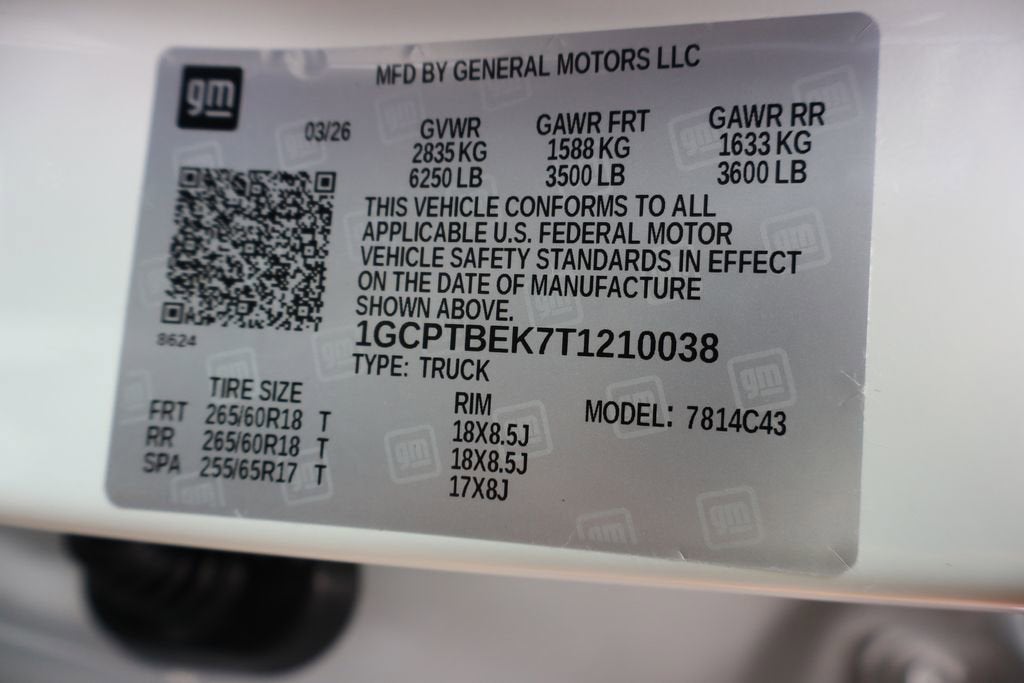 MFD BY GENERAL MOTORS LLC
gm
03/26
GVWR GAWR FRT GAWR RR
2835 KG 1588 KG 1633 KG
6250 LB 3500 LB 3600 LB
THIS VEHICLE CONFORMS TO ALL
APPLICABLE U.S. FEDERAL MOTOR
VEHICLE SAFETY STANDARDS IN EFFECT
ON THE DATE OF MANUFACTURE
SHOWN ABOVE.
8624
1GCPTBEK7T1210038
TYPE: TRUCK
TIRE SIZE RIM MODEL: 7814C43
FRT 265/60R18 T 18X8.5J
RR 265/60R18 T 18X8.5J
SPA 255/65R17 T 17X8J